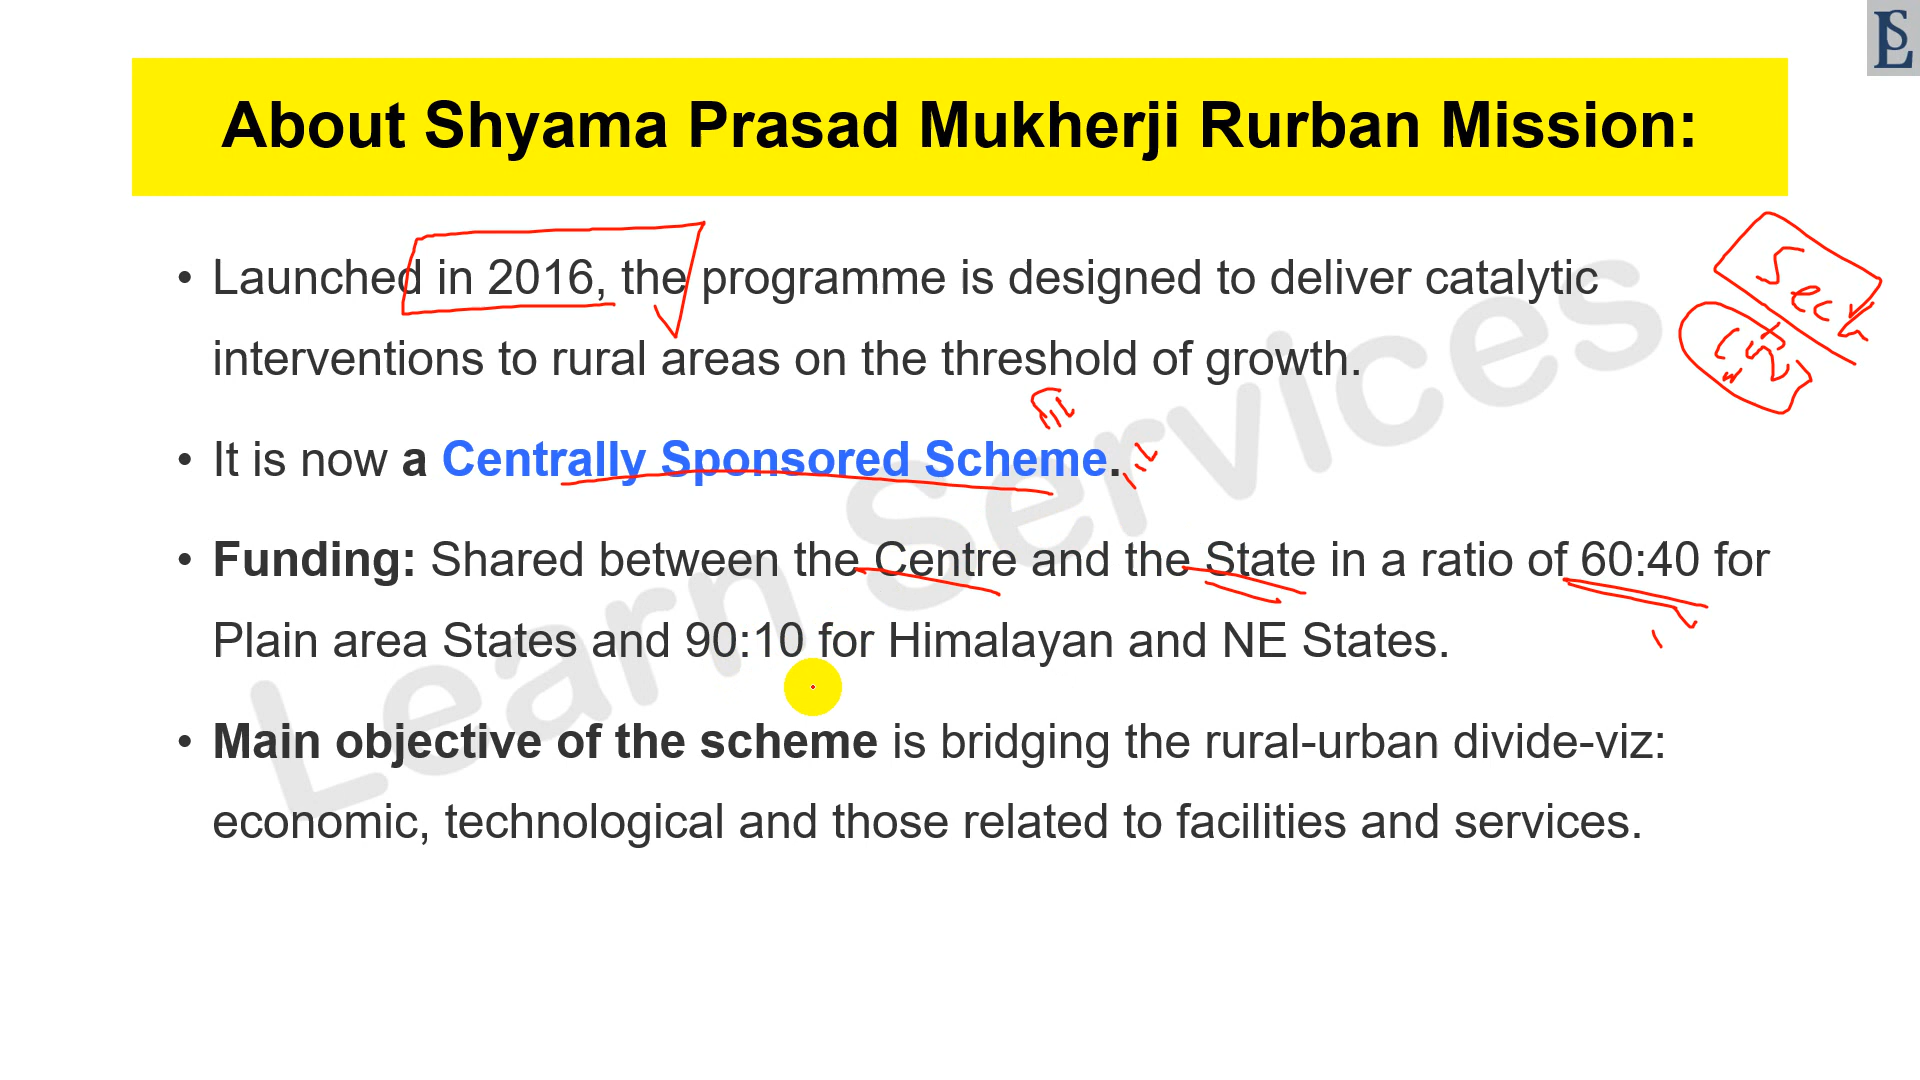 About Shyama Prasad Mukherji Rurban Mission:
• Launched in 2016, the programme is designed to deliver catalytic
interventions to rural areas on the threshold of growth.
• It is now a Centrally Sponsored Scheme.
• Funding: Shared between the Centre and the State in a ratio of 60:40 for
Plain area States and 90:10 for Himalayan and NE States.
• Main objective of the scheme is bridging the rural-urban divide-viz:
economic, technological and those related to facilities and services.
Learn Services
LS